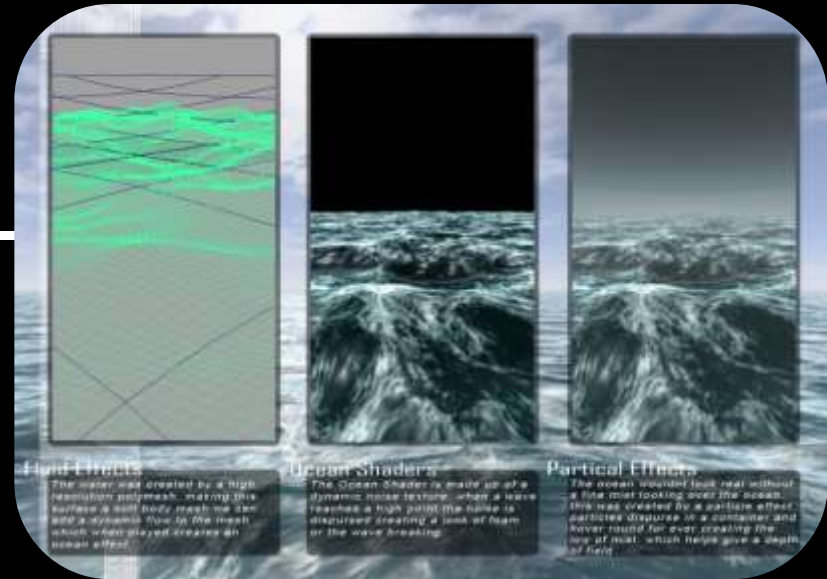 Fluid Effects
The water was created by a high
resolution polymesh, making this
surface a soft body mesh we can
add a dynamic flow to the mesh
which when played creates an
ocean effect.
Ocean Shaders
The Ocean Shader is made up of a
dynamic noise texture, when a wave
reaches a high point the noise is
dispursed creating a look of foam
or the wave breaking.
Partical Effects
The ocean wouldnt look real without
a fine mist looking over the ocean,
this was created by a particle effect,
particles dispurse in a container and
hover round for ever creating the
of mist, which helps give a depth
of field